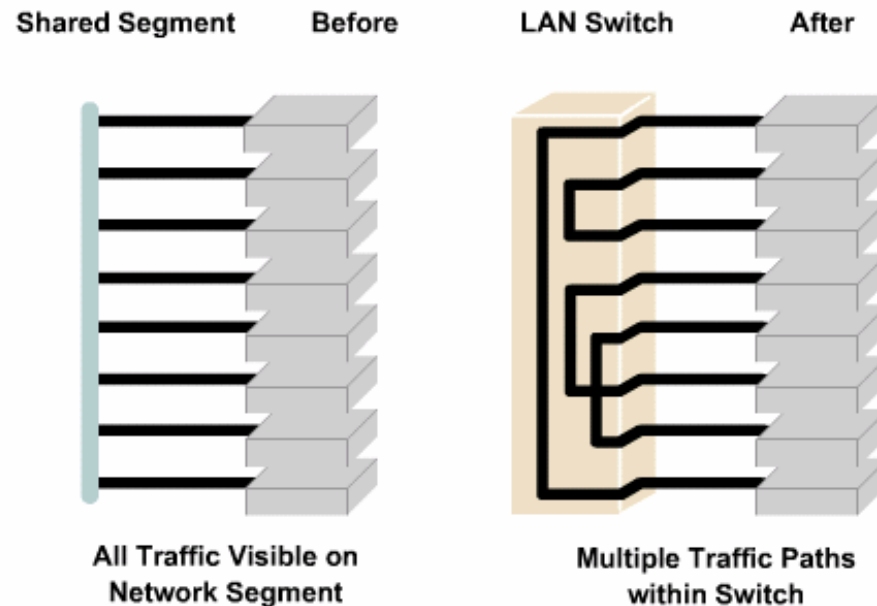 Shared Segment Before LAN Switch After
All Traffic Visible on
Network Segment
Multiple Traffic Paths
within Switch